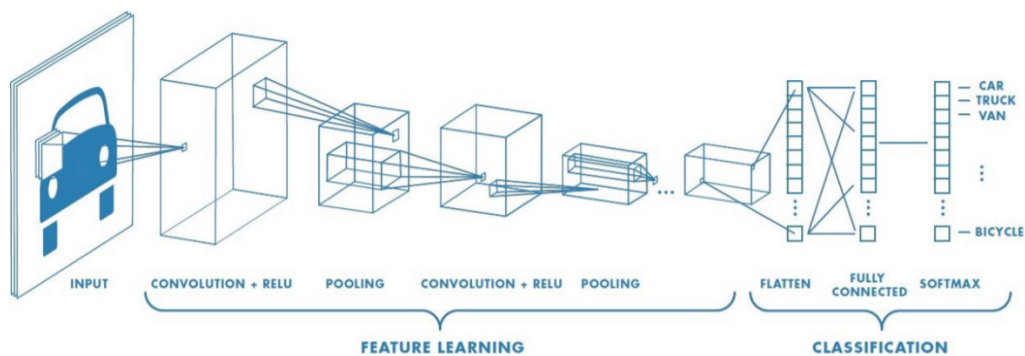 CAR
TRUCK
VAN
BICYCLE
INPUT
CONVOLUTION + RELU
POOLING
CONVOLUTION + RELU
POOLING
FLATTEN
FULLY
CONNECTED
SOFTMAX
FEATURE LEARNING
CLASSIFICATION